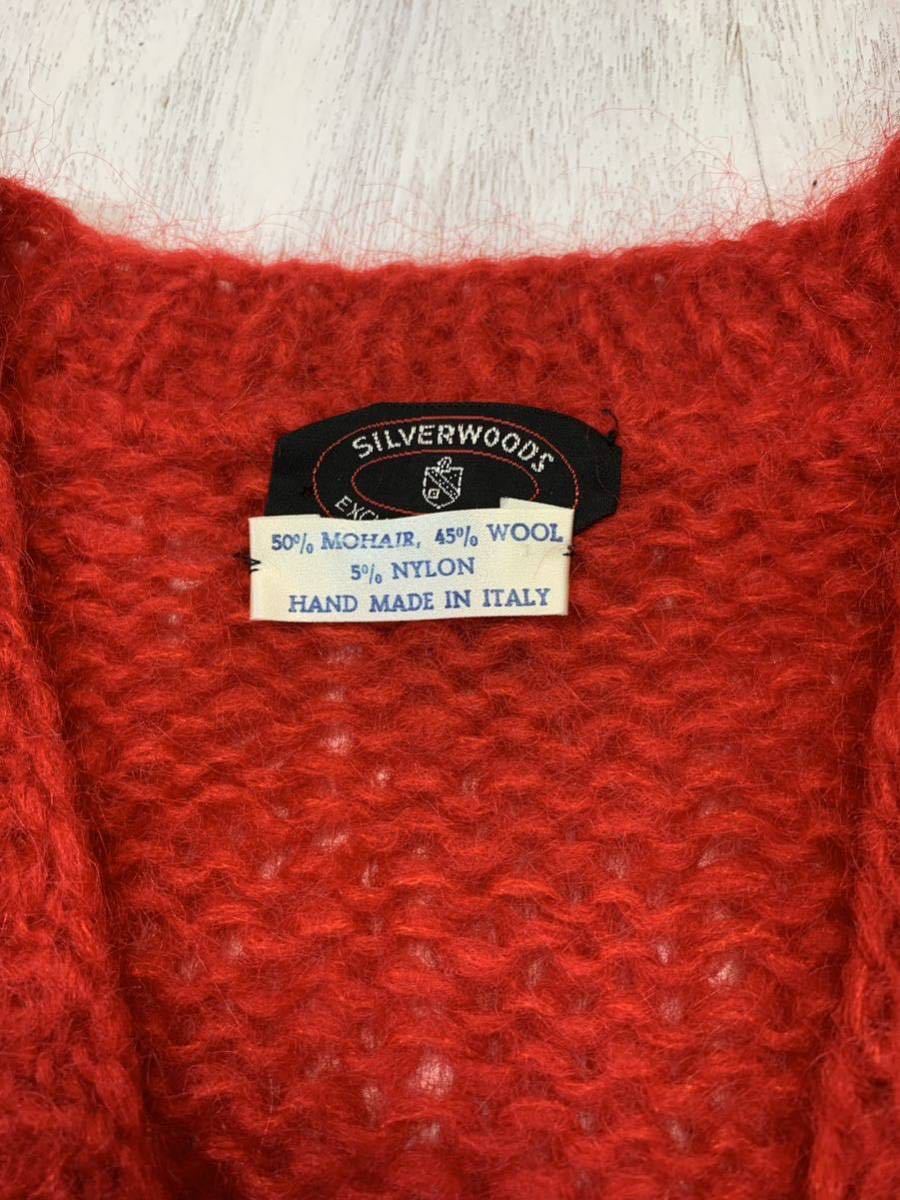 SILVERWOODS
50% MOHAIR, 45% WOOL
5% NYLON
HAND MADE IN ITALY